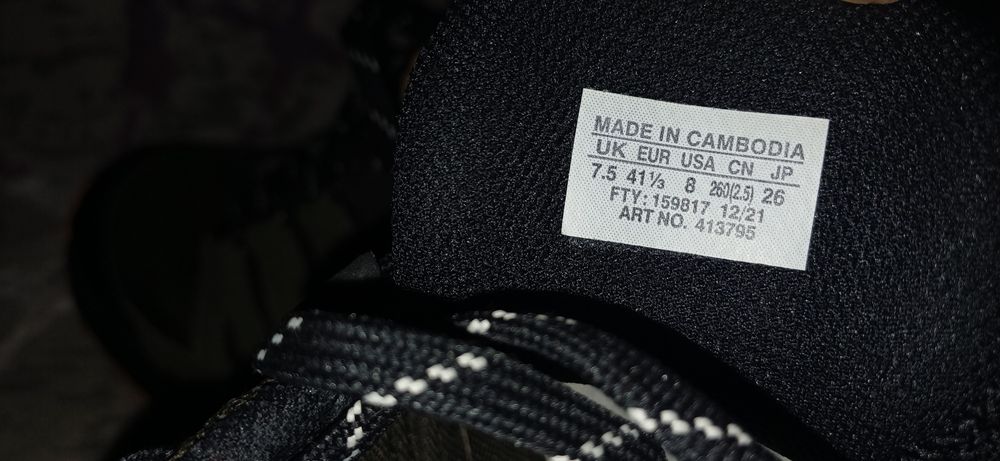 MADE IN CAMBODIA
UK EUR USA CN JP
7.5 41⅓ 8 260(2.5) 26
FTY: 159817 12/21
ART NO. 413795